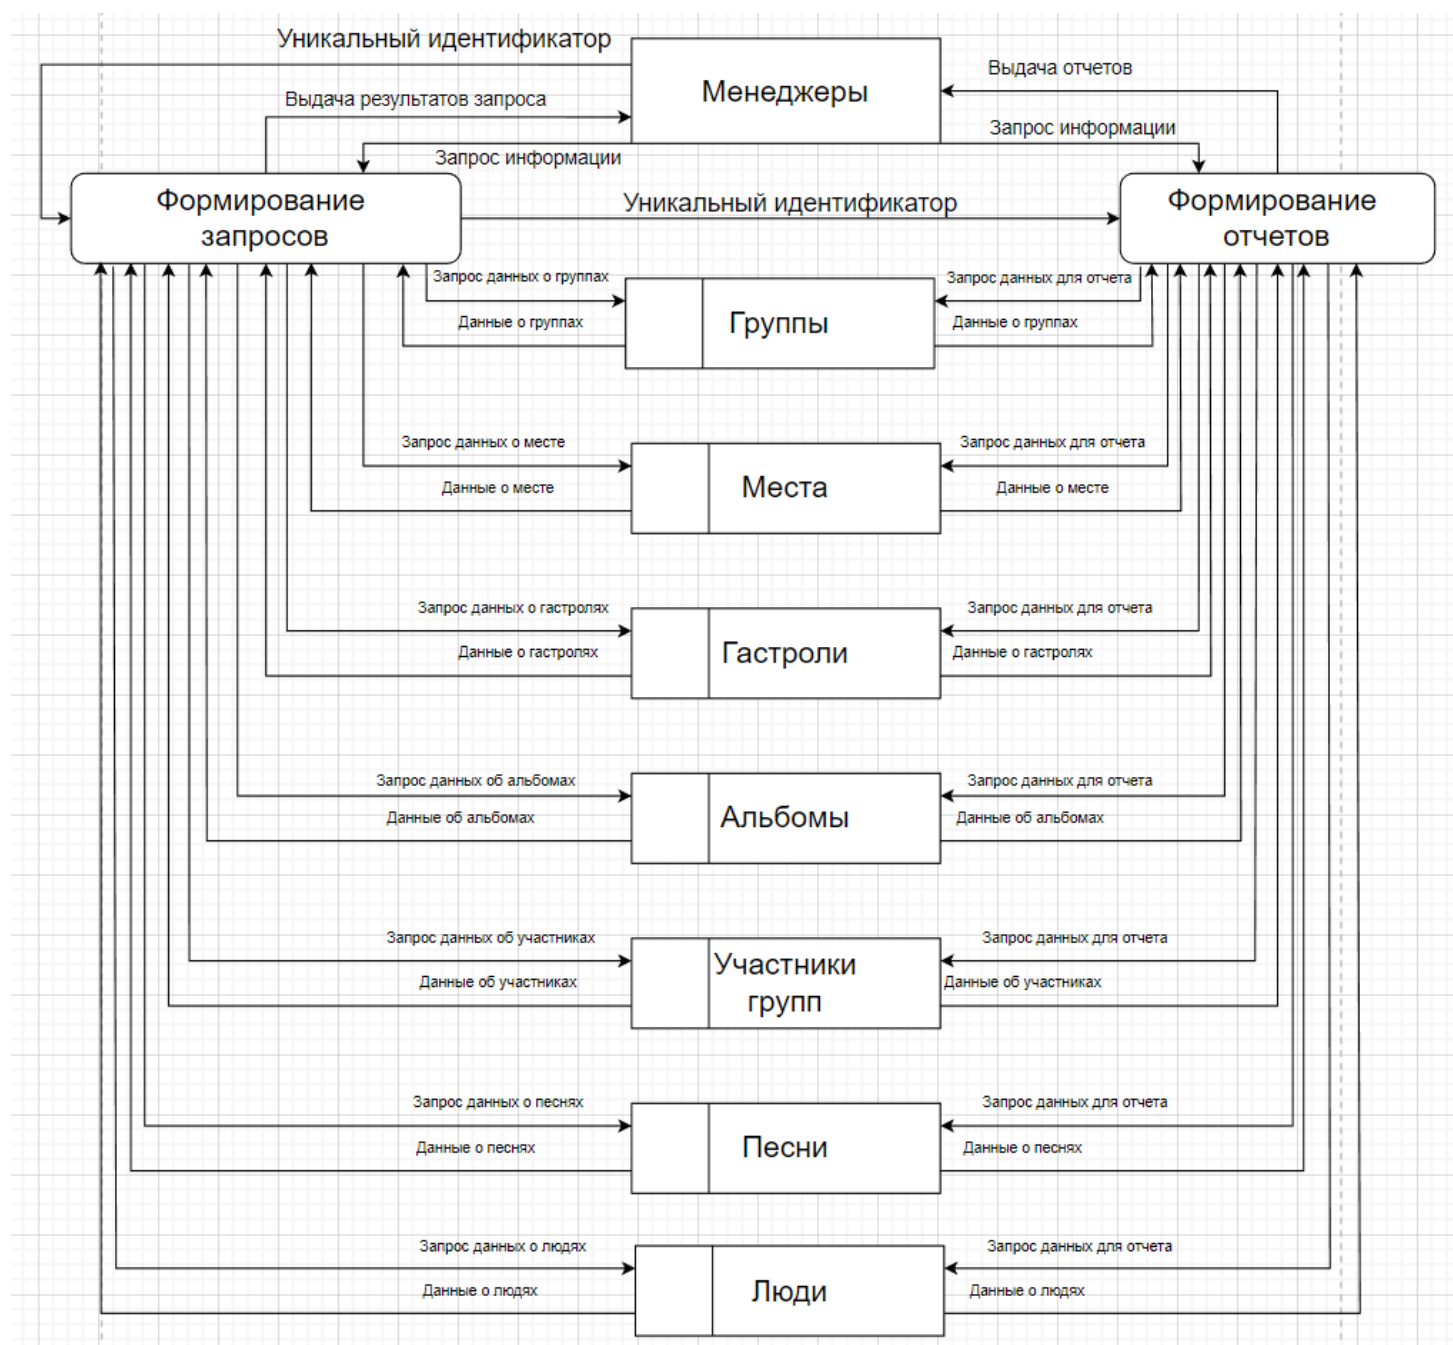 Уникальный идентификатор
Менеджеры
Выдача отчетов
Выдача результатов запроса
Запрос информации
Запрос информации
Формирование
запросов
Уникальный идентификатор
Формирование
отчетов
Запрос данных о группах
Запрос данных для отчета
Группы
Данные о группах
Данные о группах
Запрос данных о месте
Запрос данных для отчета
Места
Данные о месте
Данные о месте
Запрос данных о гастролях
Запрос данных для отчета
Гастроли
Данные о гастролях
Данные о гастролях
Запрос данных об альбомах
Запрос данных для отчета
Альбомы
Данные об альбомах
Данные об альбомах
Запрос данных об участниках
Запрос данных для отчета
Участники
групп
Данные об участниках
Данные об участниках
Запрос данных о песнях
Запрос данных для отчета
Песни
Данные о песнях
Данные о песнях
Запрос данных о людях
Запрос данных для отчета
Люди
Данные о людях
Данные о людях